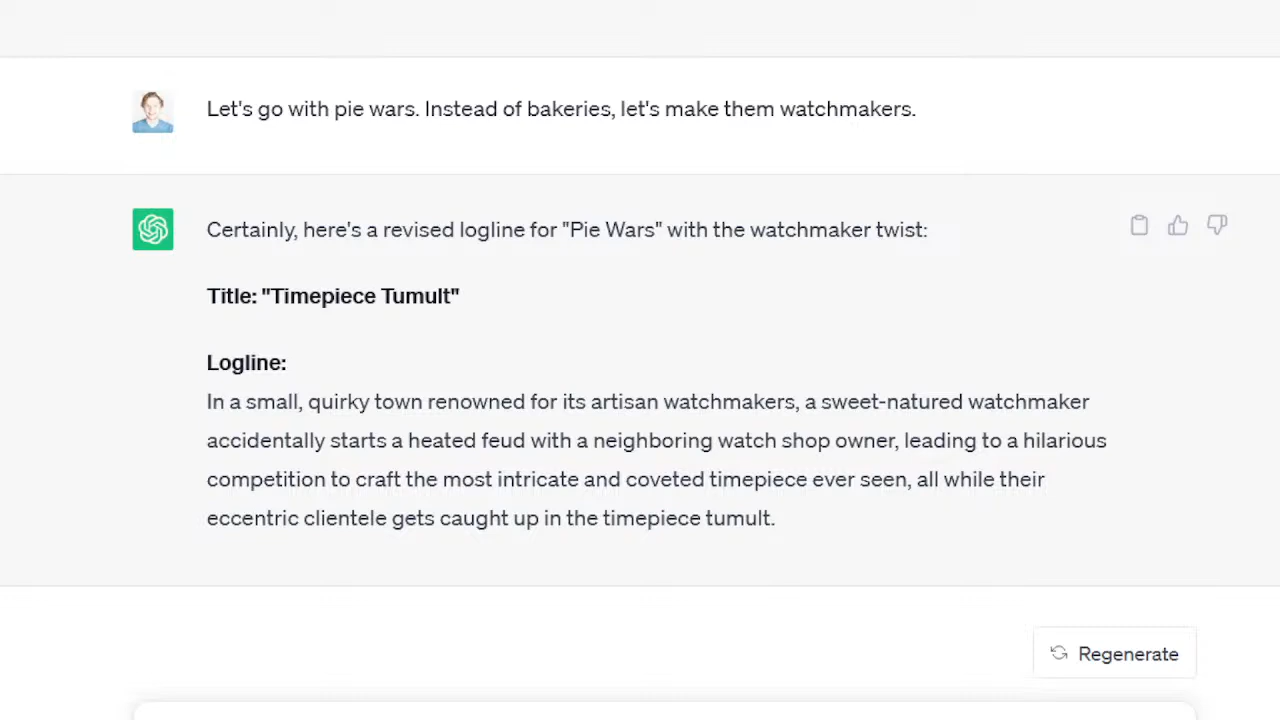 Let's go with pie wars. Instead of bakeries, let's make them watchmakers.
Certainly, here's a revised logline for "Pie Wars" with the watchmaker twist:
Title: "Timepiece Tumult"
Logline:
In a small, quirky town renowned for its artisan watchmakers, a sweet-natured watchmaker
accidentally starts a heated feud with a neighboring watch shop owner, leading to a hilarious
competition to craft the most intricate and coveted timepiece ever seen, all while their
eccentric clientele gets caught up in the timepiece tumult.
Regenerate